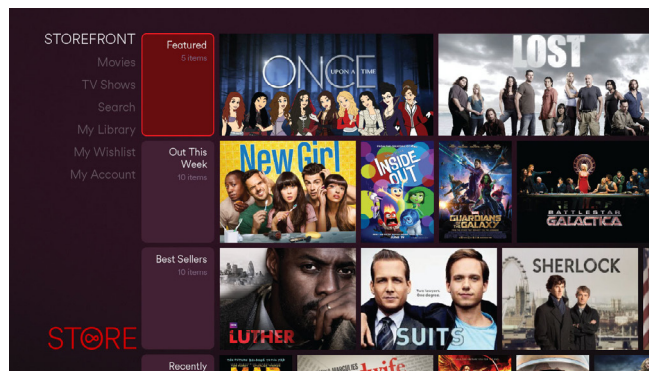 STOREFRONT
Movies
TV Shows
Search
My Library
My Wishlist
My Account
STORE
Featured
5 items
ONCE
UPON A TIME
LOST
Out This
Week
10 items
New Girl
INSIDE
OUT
GUARDIANS
OF THE
GALAXY
BATTLESTAR
GALACTICA
Best Sellers
10 items
LUTHER
SUITS
SHERLOCK
Recently